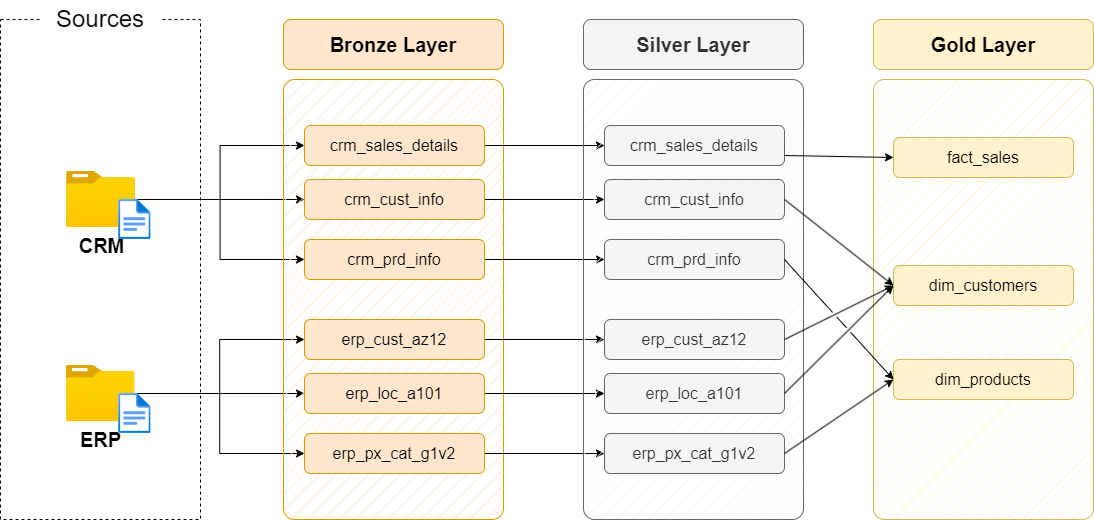 Sources
Bronze Layer
Silver Layer
Gold Layer
CRM
ERP
crm_sales_details
crm_cust_info
crm_prd_info
erp_cust_az12
erp_loc_a101
erp_px_cat_g1v2
crm_sales_details
crm_cust_info
crm_prd_info
erp_cust_az12
erp_loc_a101
erp_px_cat_g1v2
fact_sales
dim_customers
dim_products